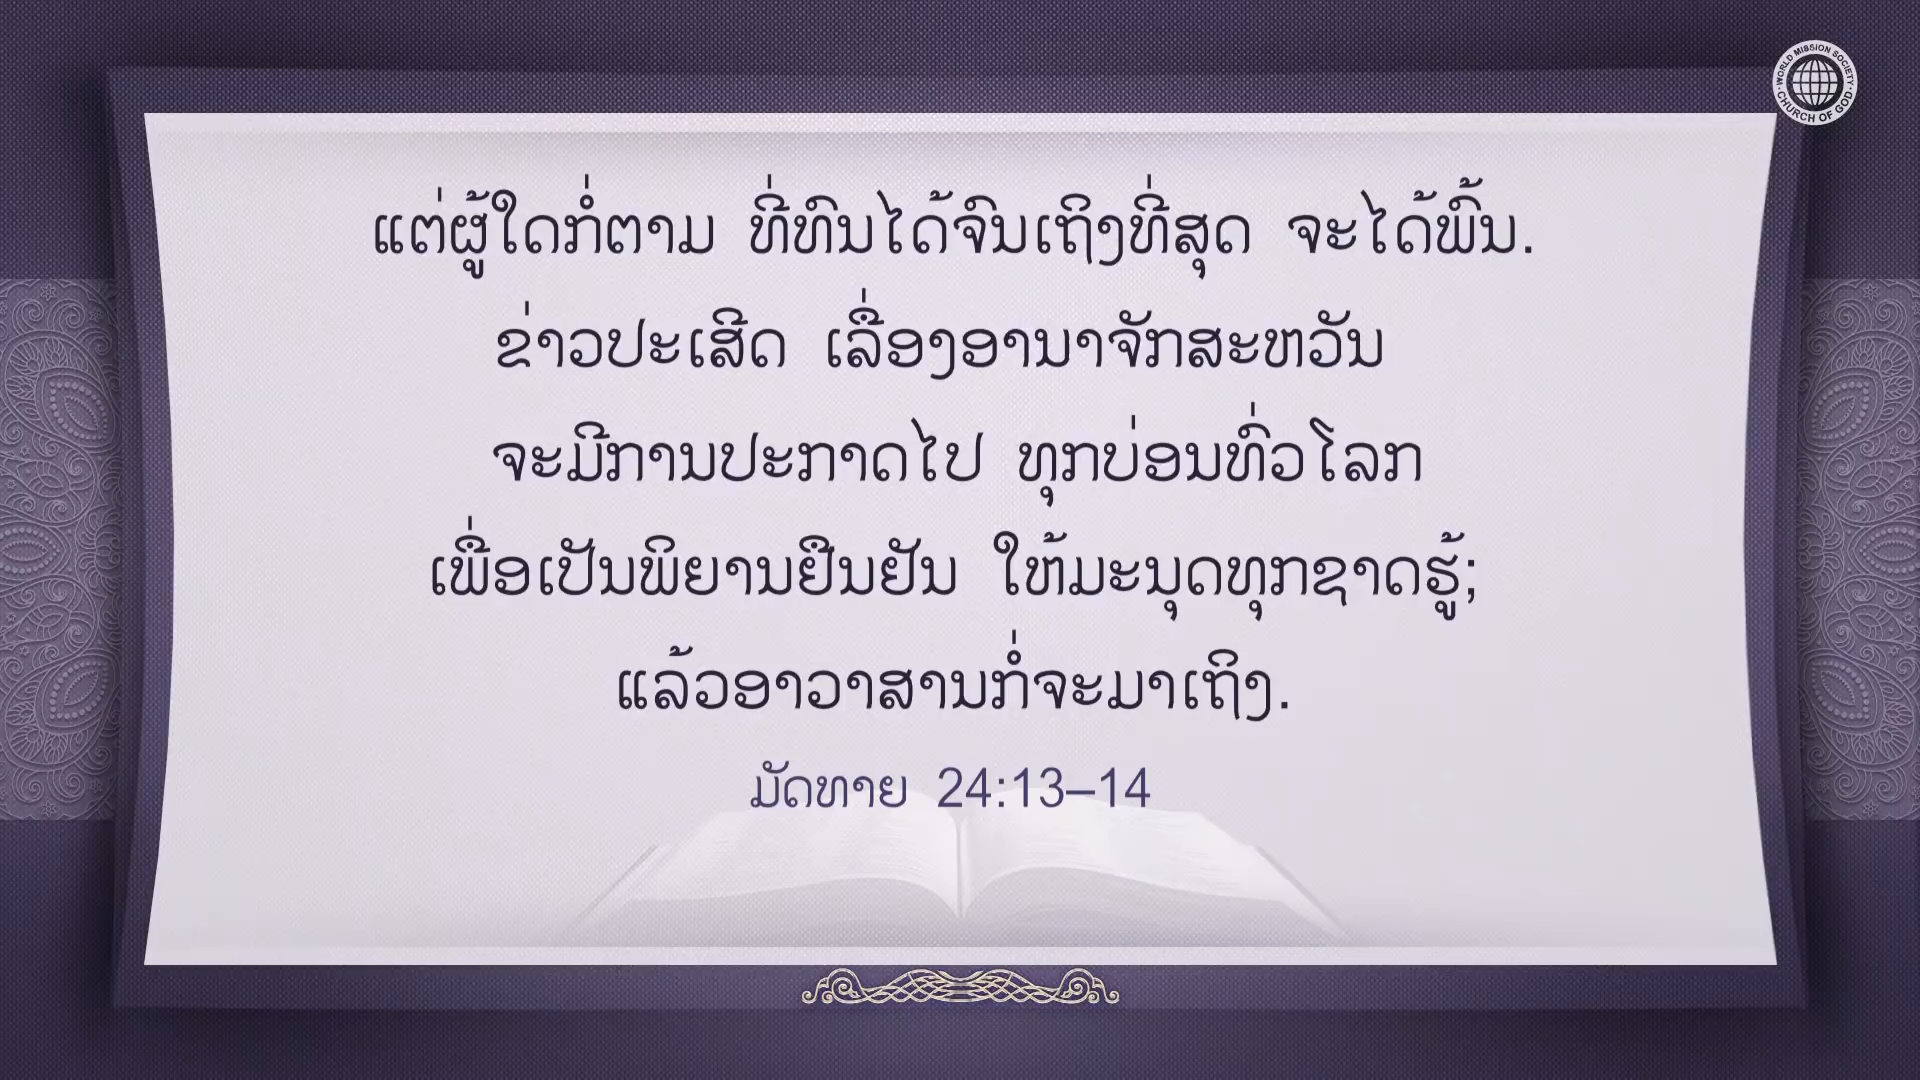 WORLD MISSION SOCIETY CHURCH OF GOD
ແຕ່ຜູ້ໃດກໍ່ຕາມ ທີ່ທົນໄດ້ຈົນເຖິງທີ່ສຸດ ຈະໄດ້ພົ້ນ.
ຂ່າວປະເສີດ ເລື່ອງອານາຈັກສະຫວັນ
ຈະມີການປະກາດໄປ ທຸກບ່ອນທົ່ວໂລກ
ເພື່ອເປັນພິຍານຢືນຢັນ ໃຫ້ມະນຸດທຸກຊາດຮູ້;
ແລ້ວອາວາສານກໍ່ຈະມາເຖິງ.
ມັດທາຍ 24:13–14